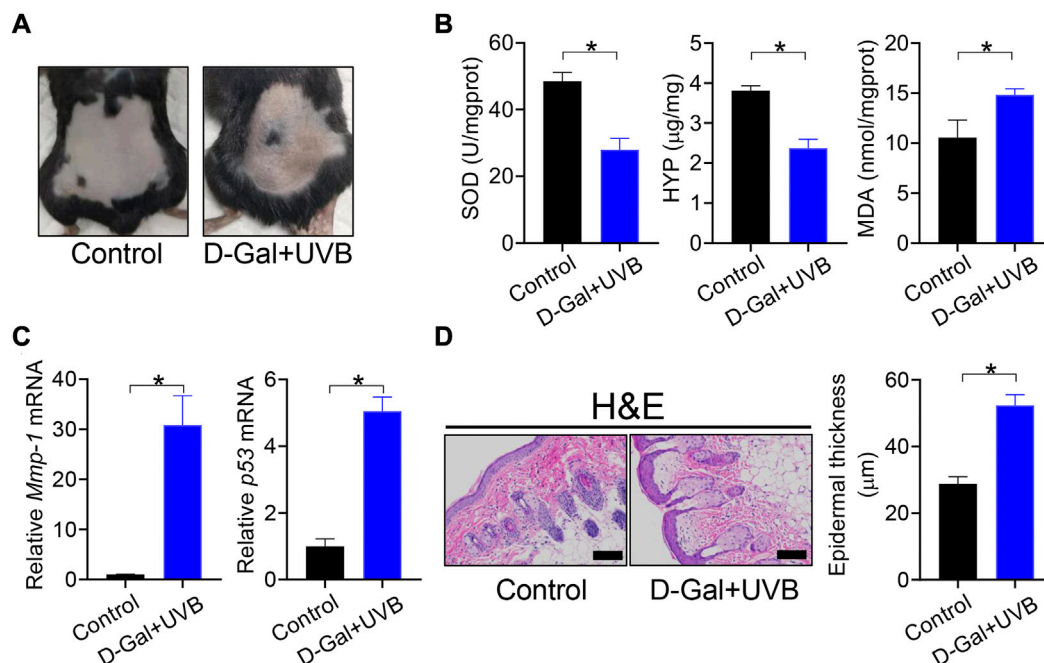 A
Control
D-Gal+UVB
B
SOD (U/mgprot)
60
40
20
0
*
Control
D-Gal+UVB
HYP (μg/mg)
5
4
3
2
1
0
*
Control
D-Gal+UVB
MDA (nmol/mgprot)
20
15
10
5
0
*
Control
D-Gal+UVB
C
Relative Mmp-1 mRNA
40
30
20
10
0
*
Control
D-Gal+UVB
Relative p53 mRNA
6
4
2
0
*
Control
D-Gal+UVB
D
H&E
Control
D-Gal+UVB
Epidermal thickness
(μm)
60
40
20
0
*
Control
D-Gal+UVB